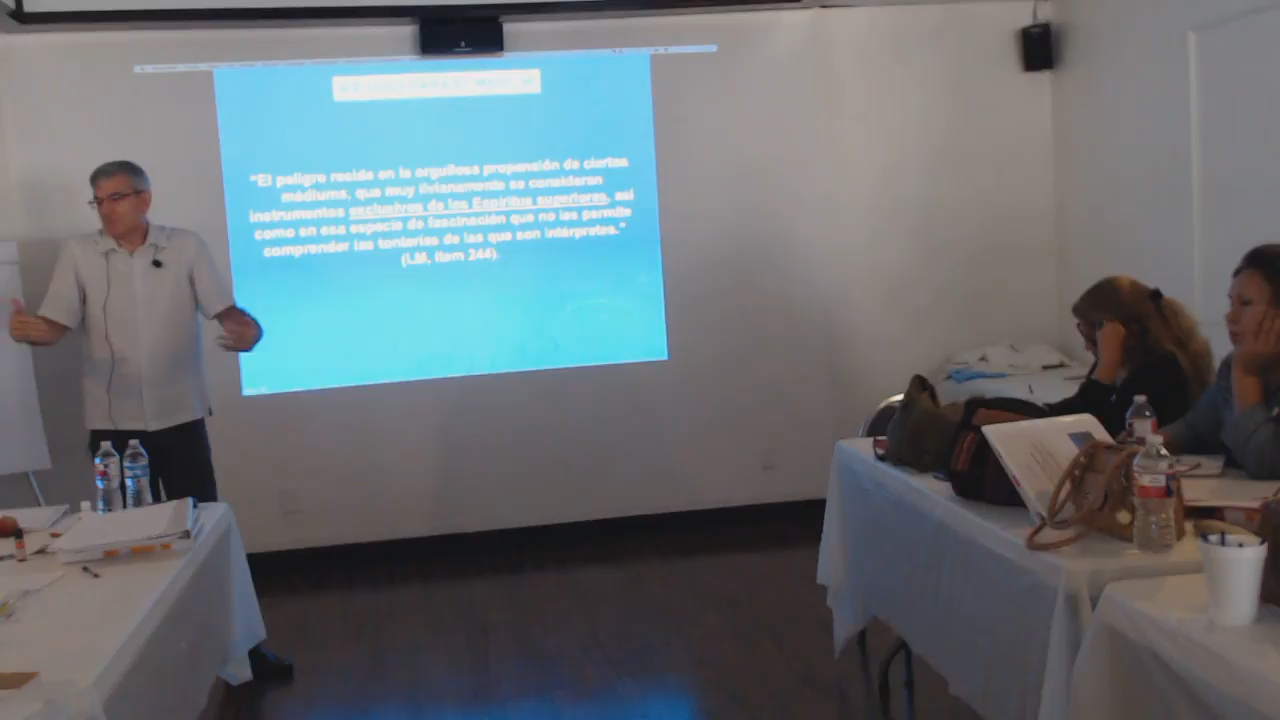 "El peligro reside en la orgullosa propensión de ciertos
médiums, que muy livianamente se consideran
instrumentos exclusivos de los Espíritus superiores, así
como en esa especie de fascinación que no les permite
comprender las tonterías de las que son intérpretes."
(LM, item 244)